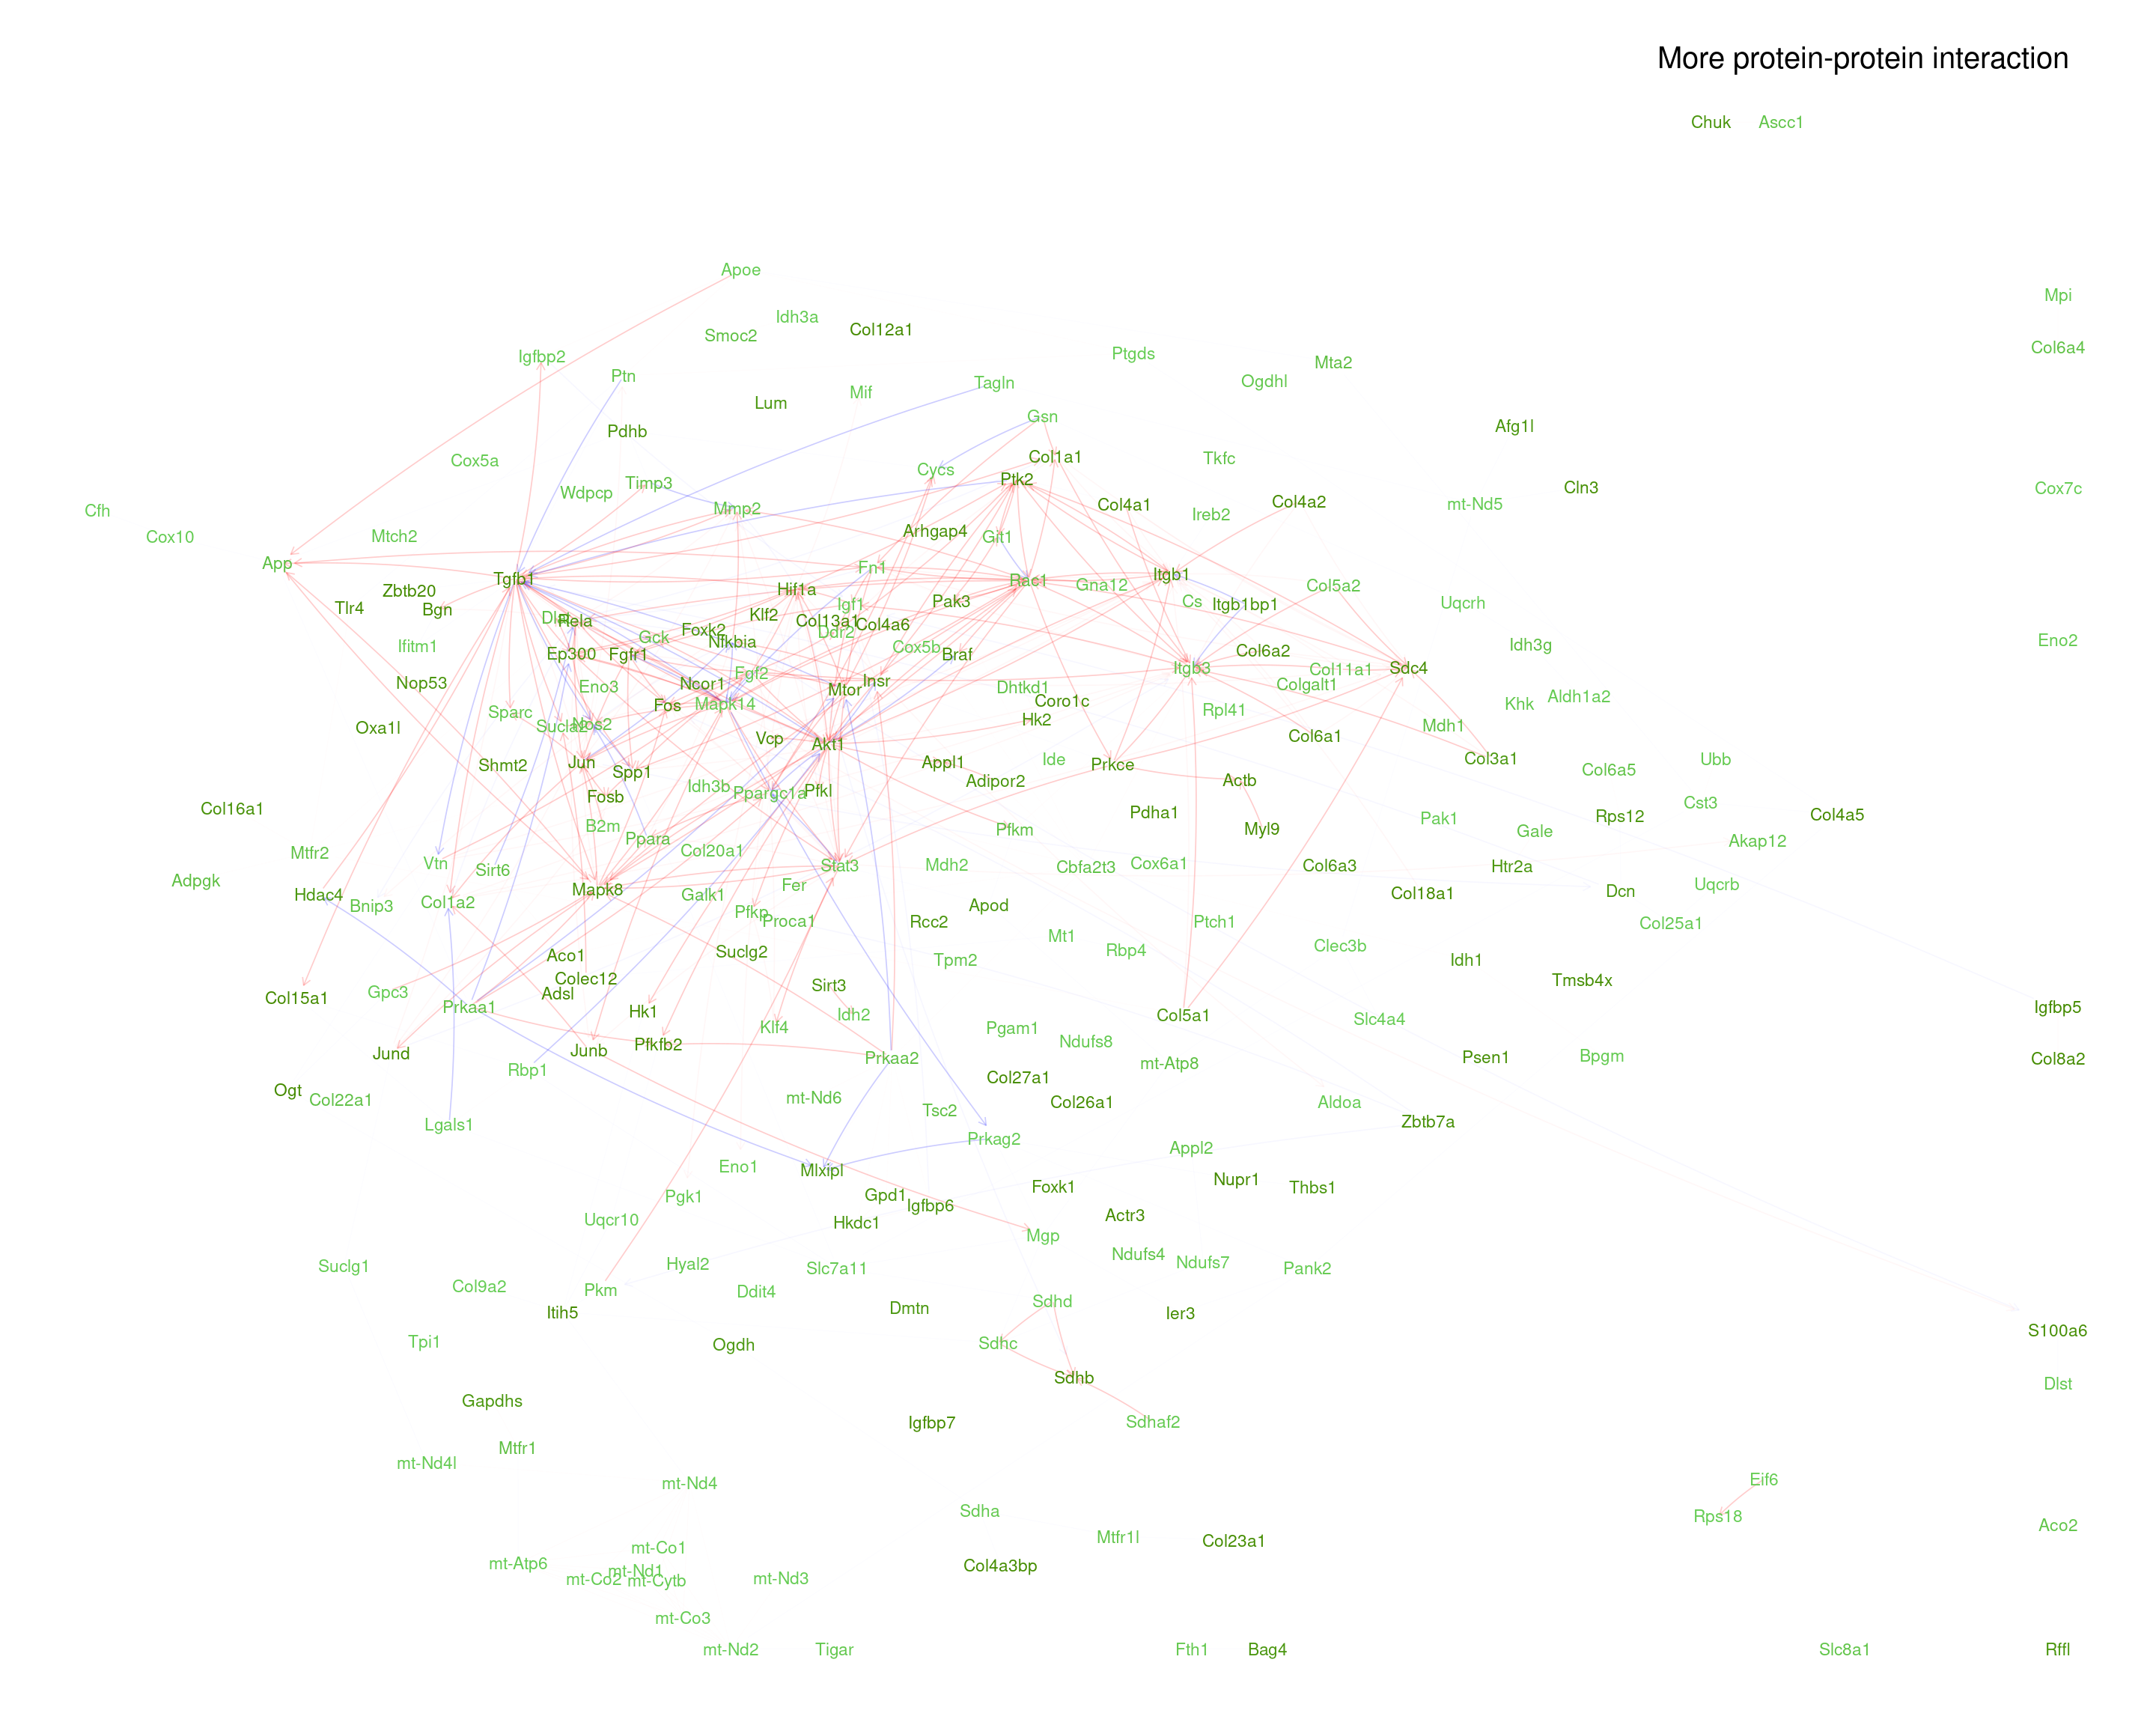 More protein-protein interaction
Chuk
Ascc1
Apoe
Mpi
Idh3a
Col12a1
Smoc2
Col6a4
Igfbp2
Ptgds
Mta2
Ptn
Ogdhl
Tagln
Mif
Lum
Gsn
Afg1l
Pdhb
Col1a1
Tkfc
Cox5a
Cycs
Ptk2
Timp3
Cln3
Cox7c
Wdpcp
Col4a1
Col4a2
mt-Nd5
Cfh
Mmp2
Ireb2
Arhgap4
Cox10
Mtch2
Git1
App
Fn1
Itgb1
Tgfb1
Rac1
Gna12
Col5a2
Zbtb20
Hif1a
Pak3
Cs
Itgb1bp1
Uqcrh
Igf1
Tlr4
Bgn
Klf2
Rela
Col13a1
Col4a6
Foxk2
Ddr2
Gck
Nfkbia
Eno2
Ifitm1
Cox5b
Idh3g
Col6a2
Ep300
Fgfr1
Braf
Itgb3
Sdc4
Col11a1
Fgf2
Nop53
Ncor1
Insr
Colgalt1
Eno3
Mtor
Dhtkd1
Aldh1a2
Coro1c
Khk
Fos
Mapk14
Sparc
Rpl41
Hk2
Sucla2
Nos2
Mdh1
Oxa1l
Col6a1
Vcp
Akt1
Col3a1
Ide
Ubb
Jun
Appl1
Prkce
Shmt2
Spp1
Col6a5
Adipor2
Actb
Idh3b
Ppargc1a
Pfkl
Fosb
Cst3
Col16a1
Pdha1
Rps12
Col4a5
Pak1
B2m
Pfkm
Myl9
Gale
Ppara
Akap12
Col20a1
Mtfr2
Vtn
Stat3
Mdh2
Cbfa2t3
Cox6a1
Col6a3
Htr2a
Sirt6
Adpgk
Fer
Uqcrb
Mapk8
Dcn
Hdac4
Galk1
Col18a1
Col1a2
Bnip3
Apod
Pfkp
Proca1
Rcc2
Ptch1
Col25a1
Mt1
Clec3b
Suclg2
Rbp4
Aco1
Tpm2
Idh1
Colec12
Tmsb4x
Sirt3
Gpc3
Adsl
Col15a1
Prkaa1
Igfbp5
Hk1
Idh2
Col5a1
Slc4a4
Klf4
Pgam1
Ndufs8
Pfkfb2
Junb
Jund
Bpgm
Prkaa2
Psen1
Col8a2
mt-Atp8
Rbp1
Col27a1
Ogt
mt-Nd6
Col22a1
Col26a1
Aldoa
Tsc2
Zbtb7a
Lgals1
Prkag2
Appl2
Eno1
Mlxipl
Nupr1
Foxk1
Thbs1
Pgk1
Gpd1
Igfbp6
Actr3
Uqcr10
Hkdc1
Mgp
Ndufs4
Ndufs7
Suclg1
Hyal2
Slc7a11
Pank2
Col9a2
Pkm
Ddit4
Sdhd
Itih5
Dmtn
Ier3
S100a6
Tpi1
Ogdh
Sdhc
Sdhb
Dlst
Gapdhs
Igfbp7
Sdhaf2
Mtfr1
mt-Nd4l
mt-Nd4
Eif6
Sdha
Rps18
Aco2
Mtfr1l
Col23a1
mt-Co1
mt-Atp6
Col4a3bp
mt-Nd1
mt-Co2
mt-Cytb
mt-Nd3
mt-Co3
mt-Nd2
Tigar
Fth1
Bag4
Slc8a1
Rffl